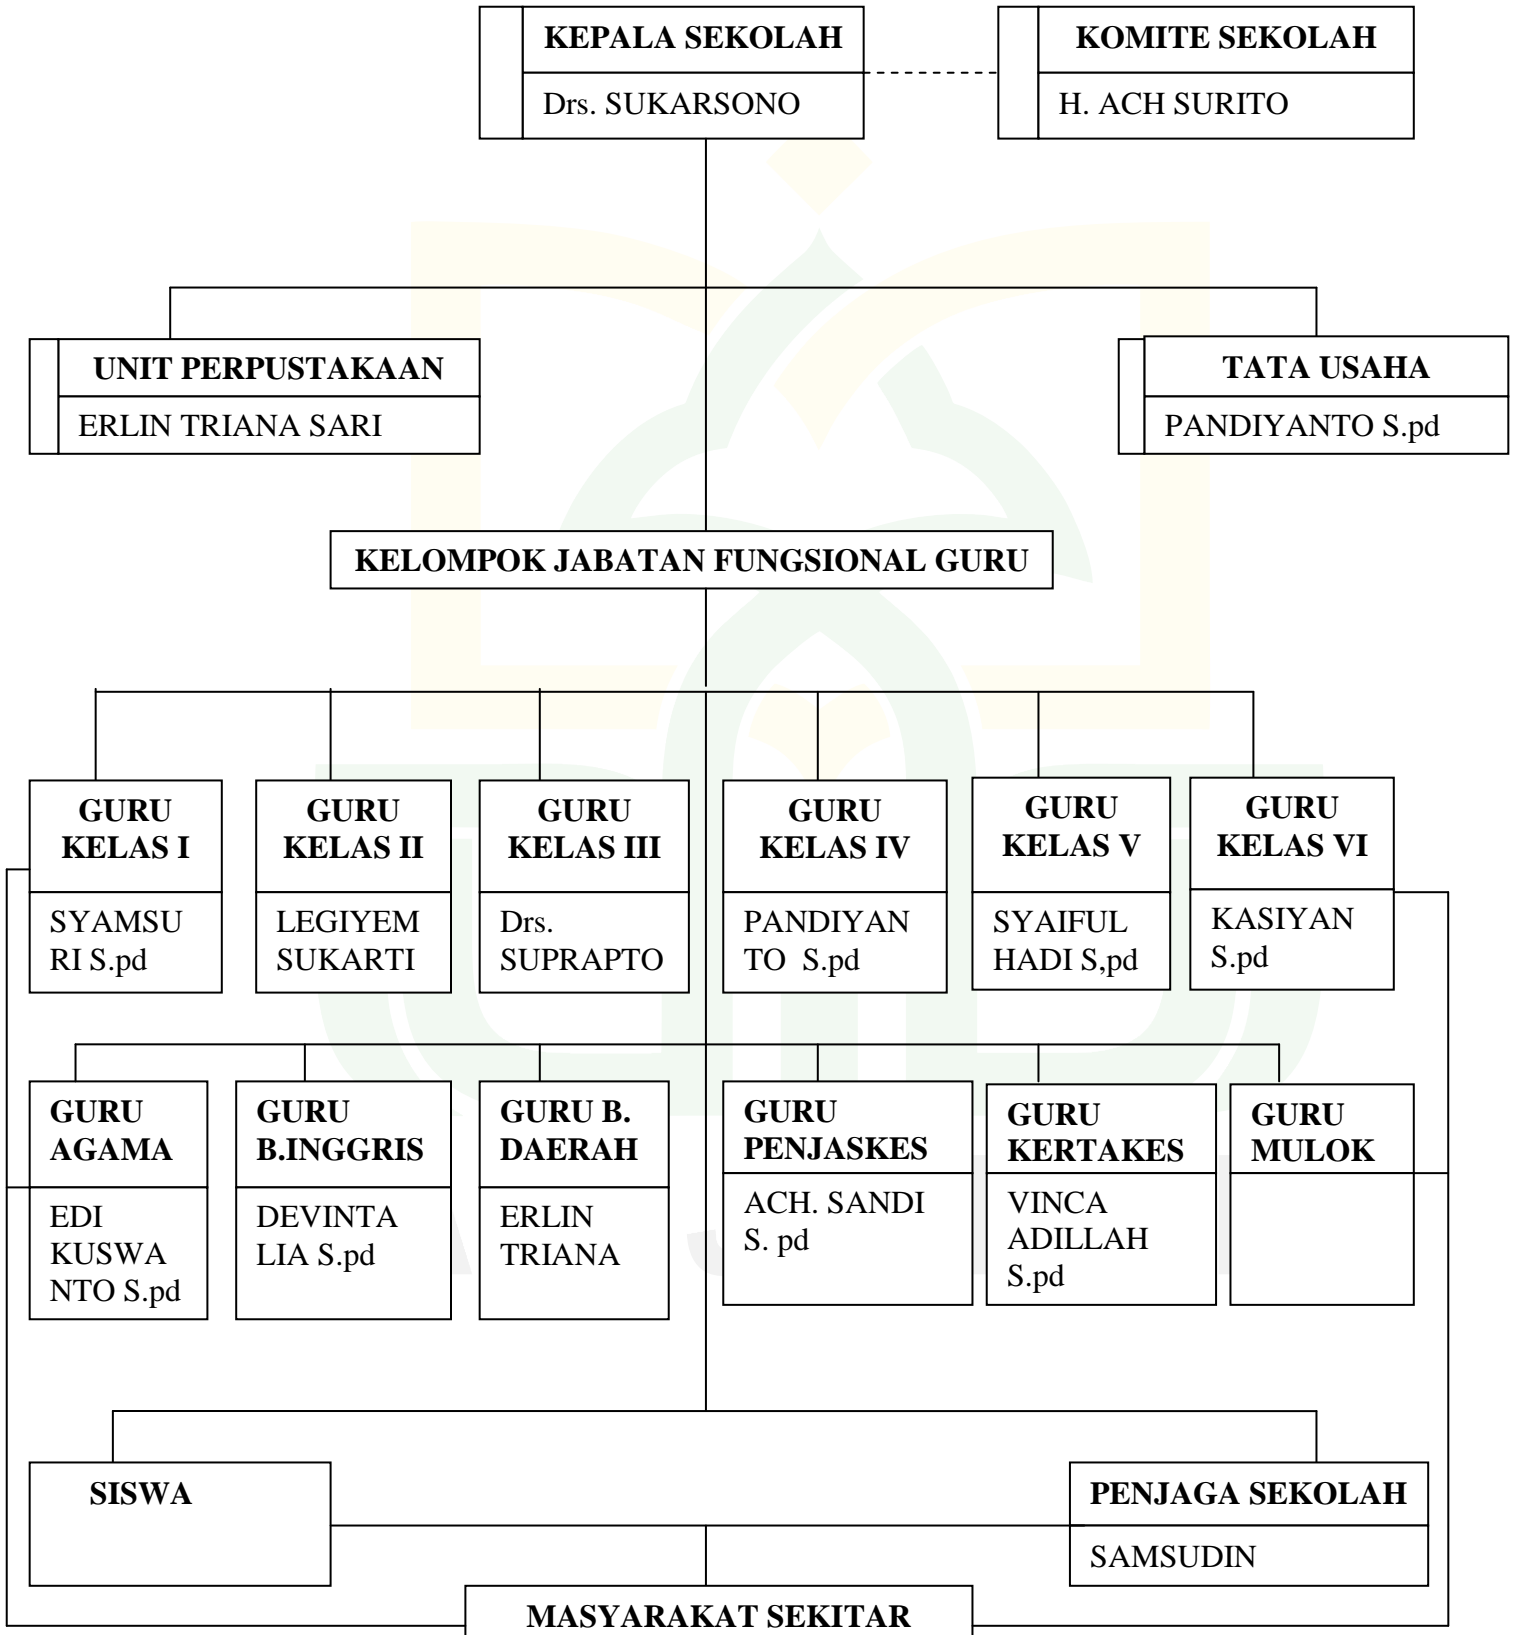 KEPALA SEKOLAH
Drs. SUKARSONO
KOMITE SEKOLAH
H. ACH SURITO
UNIT PERPUSTAKAAN
ERLIN TRIANA SARI
TATA USAHA
PANDIYANTO S.pd
KELOMPOK JABATAN FUNGSIONAL GURU
GURU
KELAS I
SYAMSU
RI S.pd
GURU
KELAS II
LEGIYEM
SUKARTI
GURU
KELAS III
Drs.
SUPRAPTO
GURU
KELAS IV
PANDIYAN
TO S.pd
GURU
KELAS V
SYAIFUL
HADI S,pd
GURU
KELAS VI
KASIYAN
S.pd
GURU
AGAMA
EDI
KUSWA
NTO S.pd
GURU
B.INGGRIS
DEVINTA
LIA S.pd
GURU B.
DAERAH
ERLIN
TRIANA
GURU
PENJASKES
ACH. SANDI
S. pd
GURU
KERTAKES
VINCA
ADILLAH
S.pd
GURU
MULOK
SISWA
PENJAGA SEKOLAH
SAMSUDIN
MASYARAKAT SEKITAR